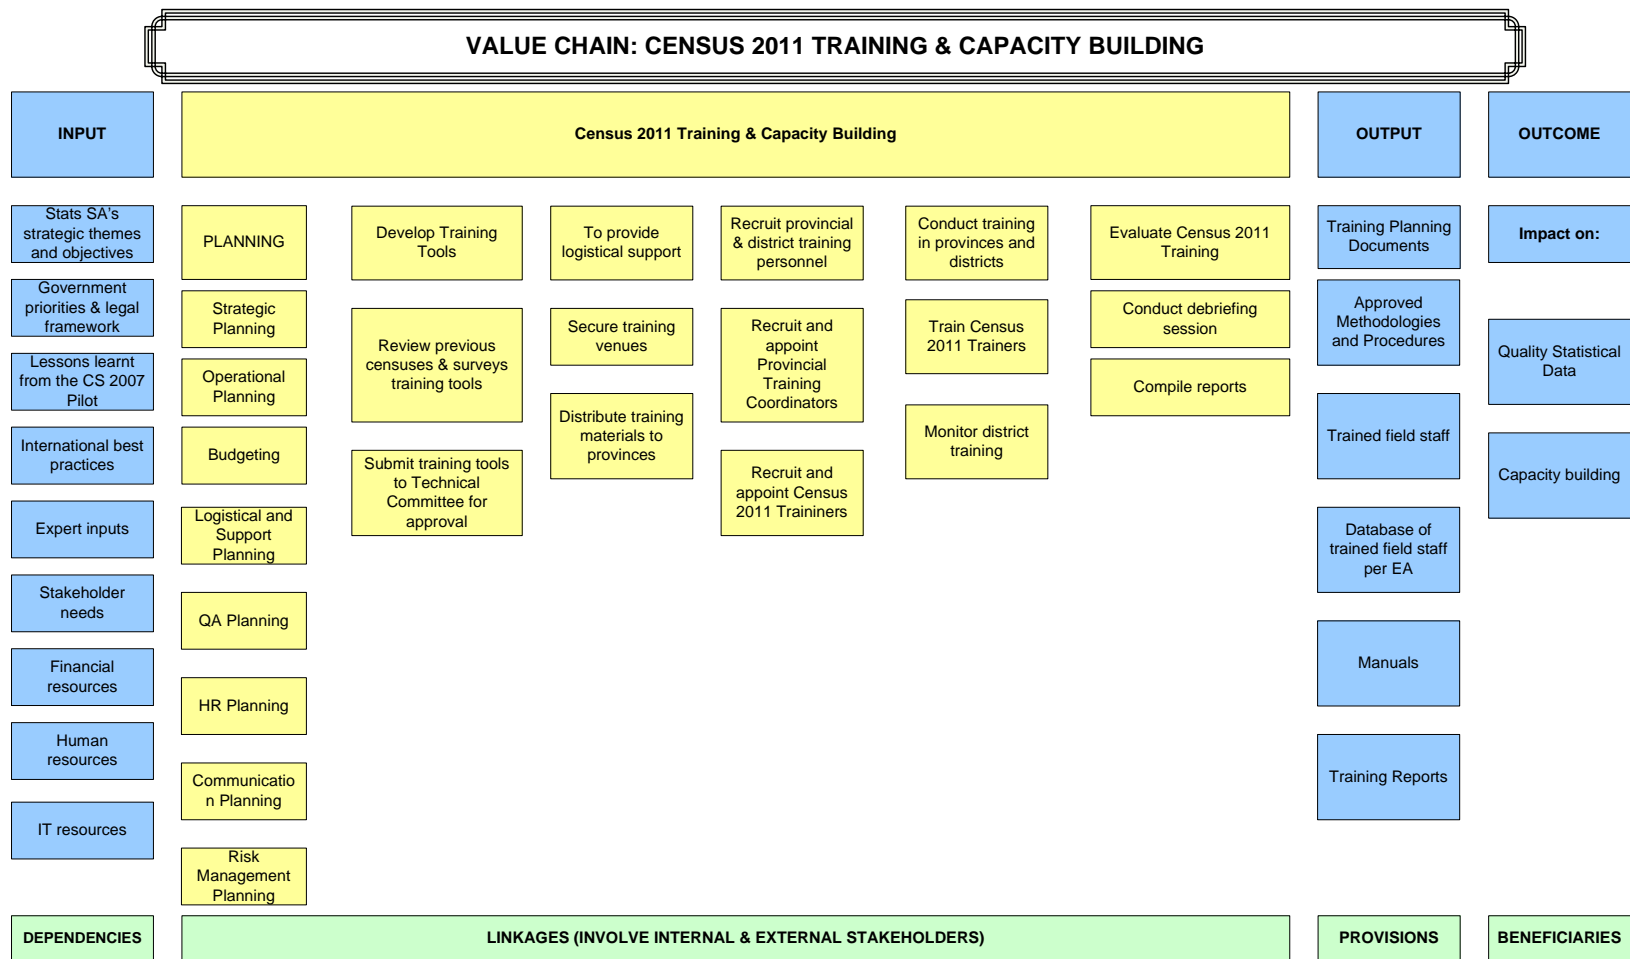 VALUE CHAIN: CENSUS 2011 TRAINING & CAPACITY BUILDING
INPUT
Census 2011 Training & Capacity Building
OUTPUT
OUTCOME
Stats SA's
strategic themes
and objectives
Government
priorities & legal
framework
Lessons learnt
from the CS 2007
Pilot
International best
practices
Expert inputs
Stakeholder
needs
Financial
resources
Human
resources
IT resources
PLANNING
Strategic
Planning
Operational
Planning
Budgeting
Logistical and
Support
Planning
QA Planning
HR Planning
Communicatio
n Planning
Risk
Management
Planning
Develop Training
Tools
Review previous
censuses & surveys
training tools
Submit training tools
to Technical
Committee for
approval
To provide
logistical support
Secure training
venues
Distribute training
materials to
provinces
Recruit provincial
& district training
personnel
Recruit and
appoint
Provincial
Training
Coordinators
Recruit and
appoint Census
2011 Traininers
Conduct training
in provinces and
districts
Train Census
2011 Trainers
Monitor district
training
Evaluate Census 2011
Training
Conduct debriefing
session
Compile reports
Training Planning
Documents
Approved
Methodologies
and Procedures
Trained field staff
Database of
trained field staff
per EA
Manuals
Training Reports
Impact on:
Quality Statistical
Data
Capacity building
DEPENDENCIES
LINKAGES (INVOLVE INTERNAL & EXTERNAL STAKEHOLDERS)
PROVISIONS
BENEFICIARIES